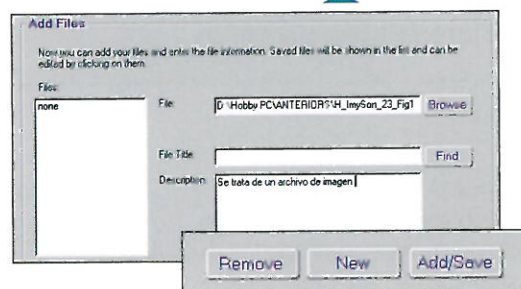 Add Files
Now you can add your files and enter the file information. Saved files will be shown in the list and can be
edited by clicking on them.
Files:
none
File:
D:\Hobby PC\ANTERIORS\H_ImySon_23_Fig1
Browse
File Title:
Find
Description:
Se trata de un archivo de imagen
Remove
New
Add/Save